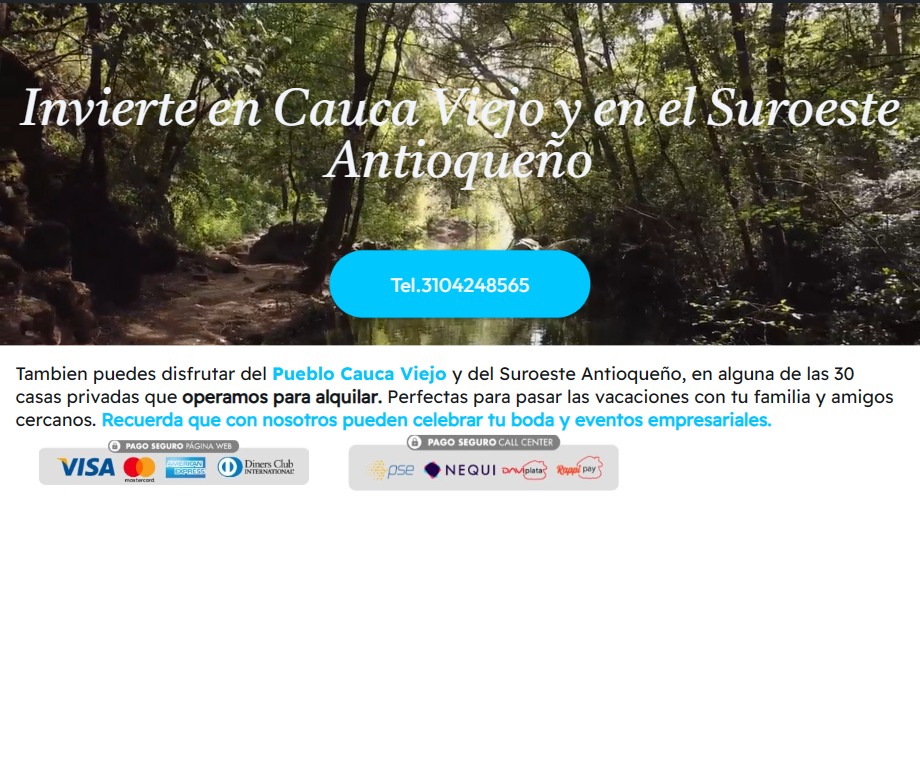 Invierte en Cauca Viejo y en el Suroeste
Antioqueño
Tel.3104248565
Tambien puedes disfrutar del Pueblo Cauca Viejo y del Suroeste Antioqueño, en alguna de las 30
casas privadas que operamos para alquilar. Perfectas para pasar las vacaciones con tu familia y amigos
cercanos. Recuerda que con nosotros pueden celebrar tu boda y eventos empresariales.
PAGO SEGURO PÁGINA WEB
VISA mastercard AMERICAN EXPRESS Diners Club INTERNATIONAL
PAGO SEGURO CALL CENTER
pse NEQUI DAViplata Rappi pay